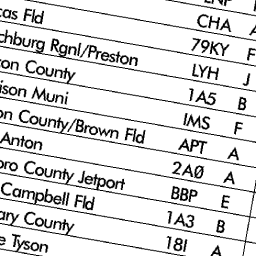 CHA A
cas Fld 79KY F
chburg Rgnl/Preston LYH J
on County 1A5 B
ison Muni IMS F
on County/Brown Fld APT A
Anton 2A0 A
oro County Jetport BBP E
Campbell Fld 1A3 B
ary County 18I A
e Tyson